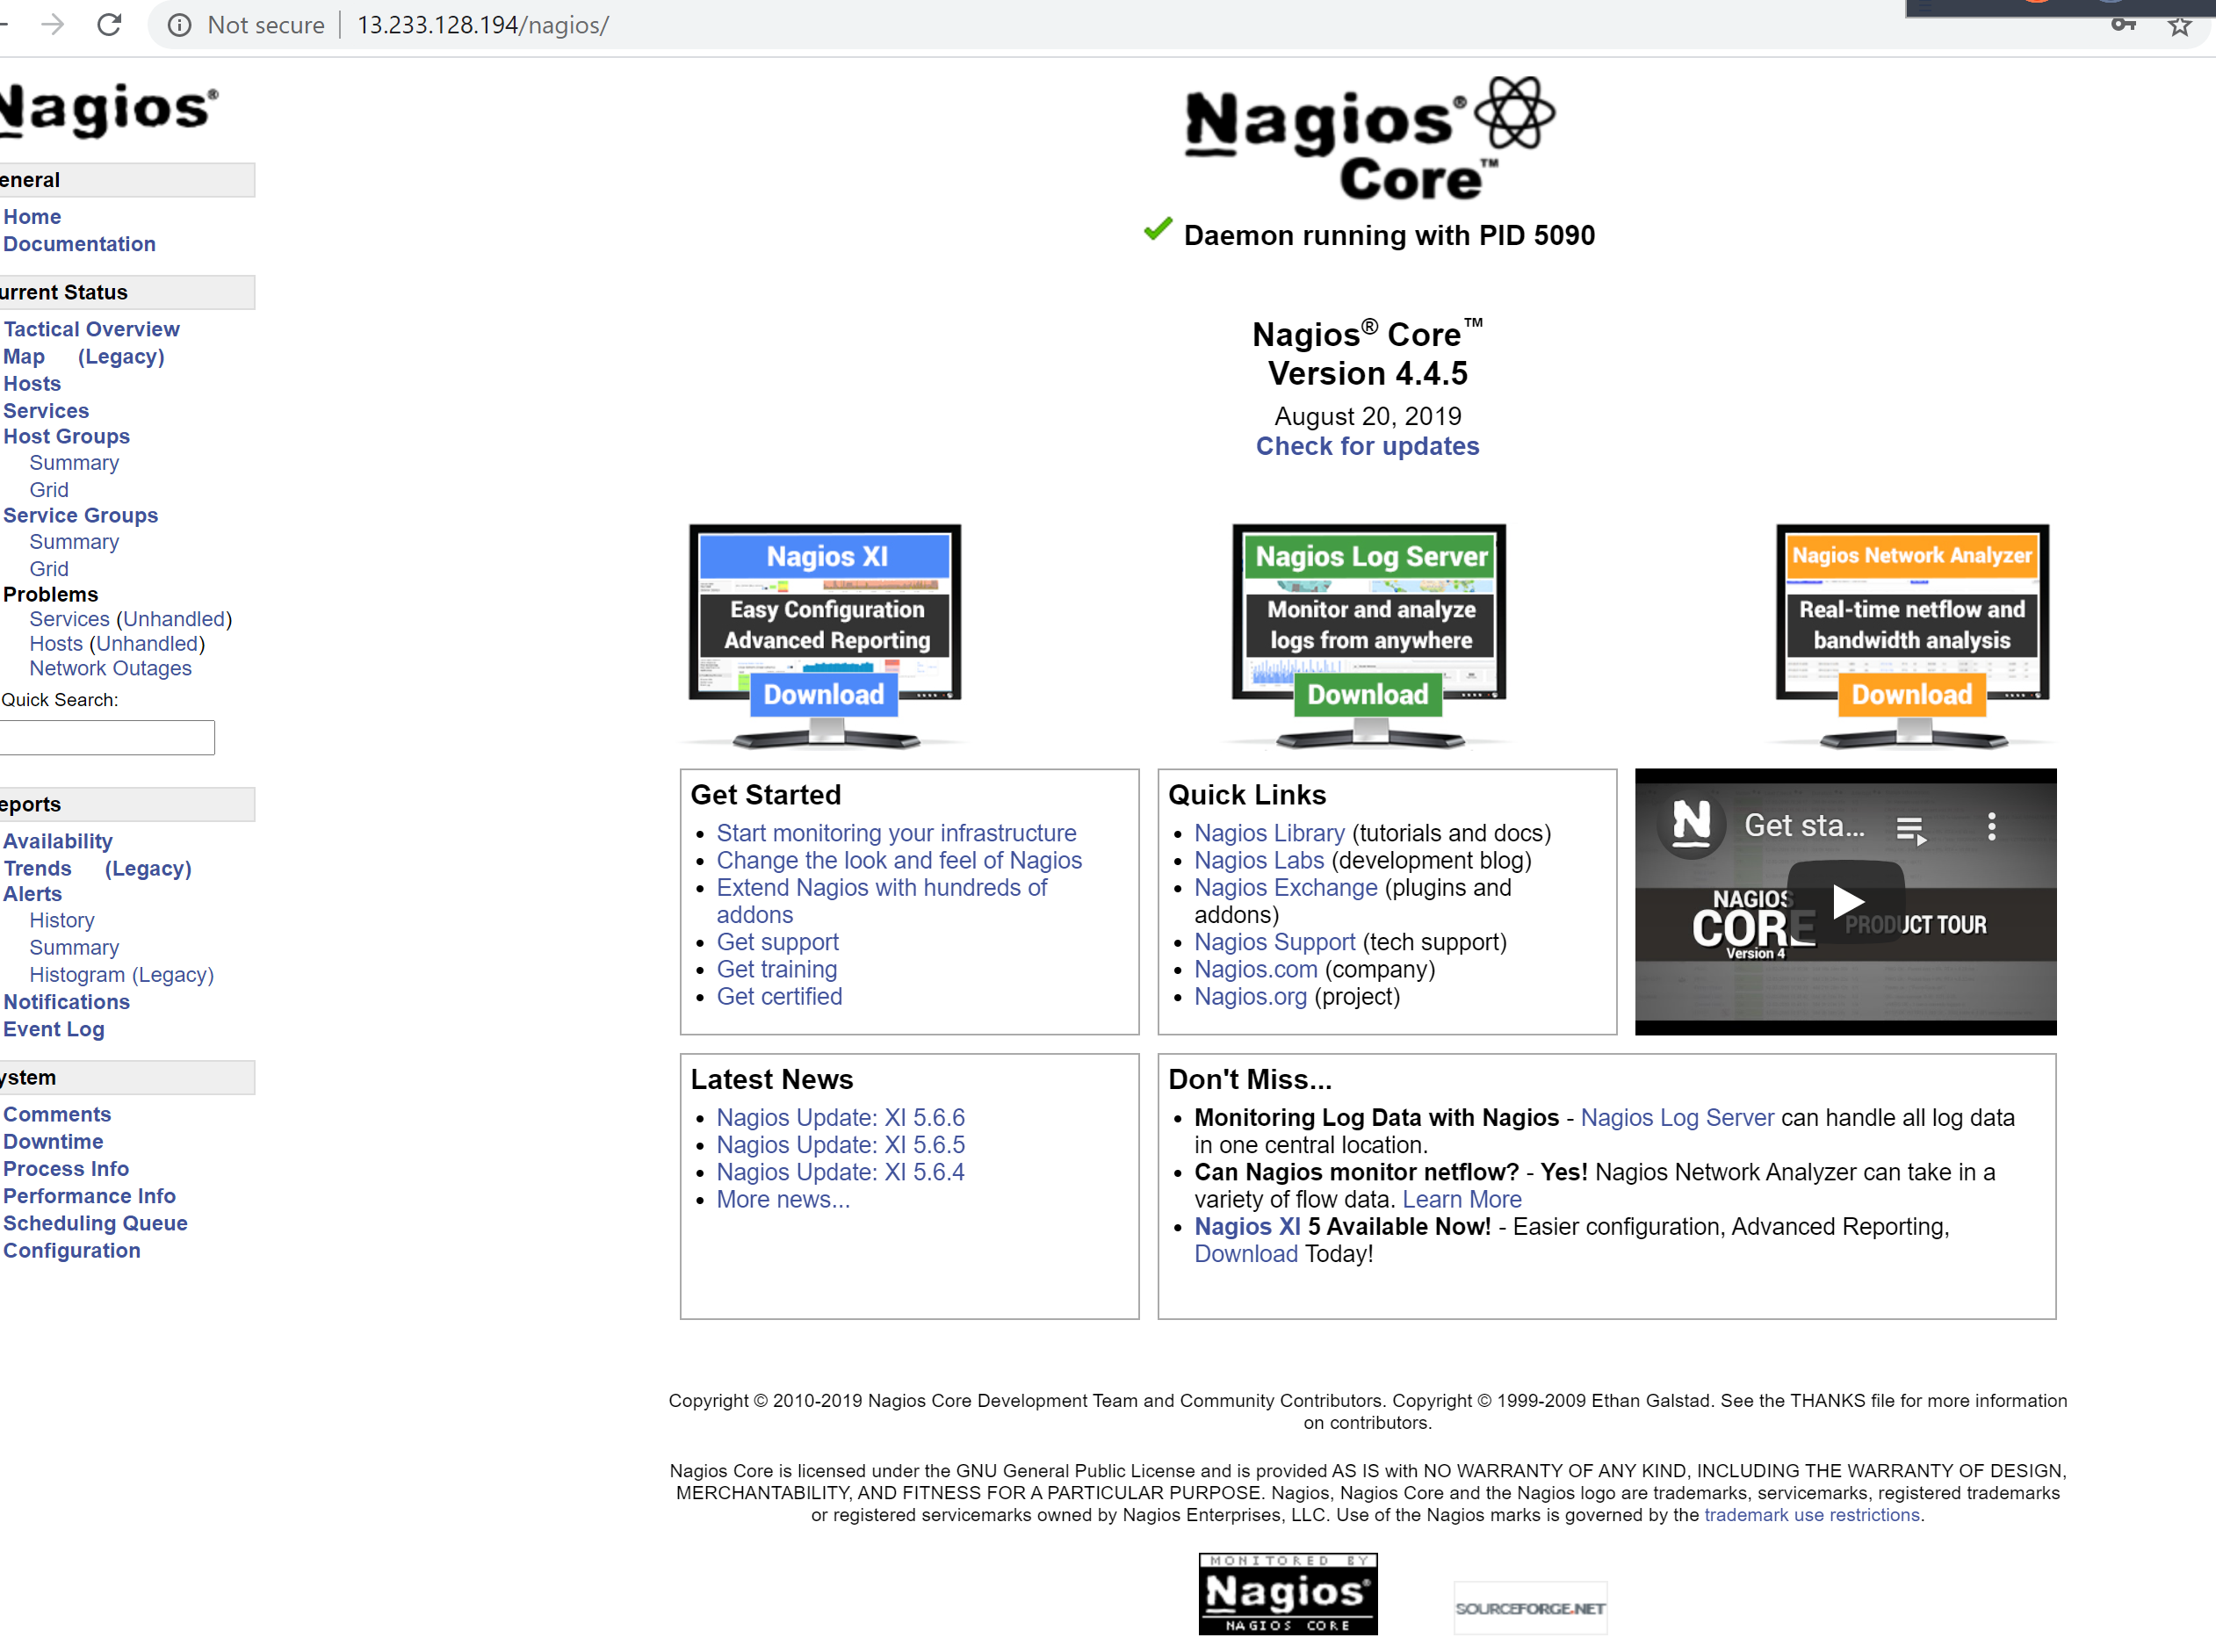 Not secure 13.233.128.194/nagios/
Nagios®
eneral
Home
Documentation
urrent Status
Tactical Overview
Map (Legacy)
Hosts
Services
Host Groups
Summary
Grid
Service Groups
Summary
Grid
Problems
Services (Unhandled)
Hosts (Unhandled)
Network Outages
Quick Search:
eports
Availability
Trends (Legacy)
Alerts
History
Summary
Histogram (Legacy)
Notifications
Event Log
ystem
Comments
Downtime
Process Info
Performance Info
Scheduling Queue
Configuration
Nagios®
Core™
Daemon running with PID 5090
Nagios® Core™
Version 4.4.5
August 20, 2019
Check for updates
Nagios XI
Easy Configuration
Advanced Reporting
Download
Nagios Log Server
Monitor and analyze
logs from anywhere
Download
Nagios Network Analyzer
Real-time netflow and
bandwidth analysis
Download
Get Started
Start monitoring your infrastructure
Change the look and feel of Nagios
Extend Nagios with hundreds of
addons
Get support
Get training
Get certified
Quick Links
Nagios Library (tutorials and docs)
Nagios Labs (development blog)
Nagios Exchange (plugins and
addons)
Nagios Support (tech support)
Nagios.com (company)
Nagios.org (project)
N Get sta...
NAGIOS
CORE PRODUCT TOUR
Version 4
Latest News
Nagios Update: XI 5.6.6
Nagios Update: XI 5.6.5
Nagios Update: XI 5.6.4
More news...
Don't Miss...
Monitoring Log Data with Nagios - Nagios Log Server can handle all log data
in one central location.
Can Nagios monitor netflow? - Yes! Nagios Network Analyzer can take in a
variety of flow data. Learn More
Nagios XI 5 Available Now! - Easier configuration, Advanced Reporting,
Download Today!
Copyright © 2010-2019 Nagios Core Development Team and Community Contributors. Copyright © 1999-2009 Ethan Galstad. See the THANKS file for more information
on contributors.
Nagios Core is licensed under the GNU General Public License and is provided AS IS with NO WARRANTY OF ANY KIND, INCLUDING THE WARRANTY OF DESIGN,
MERCHANTABILITY, AND FITNESS FOR A PARTICULAR PURPOSE. Nagios, Nagios Core and the Nagios logo are trademarks, servicemarks, registered trademarks
or registered servicemarks owned by Nagios Enterprises, LLC. Use of the Nagios marks is governed by the trademark use restrictions.
MONITORED BY
Nagios®
NAGIOS CORE
SOURCEFORGE.NET